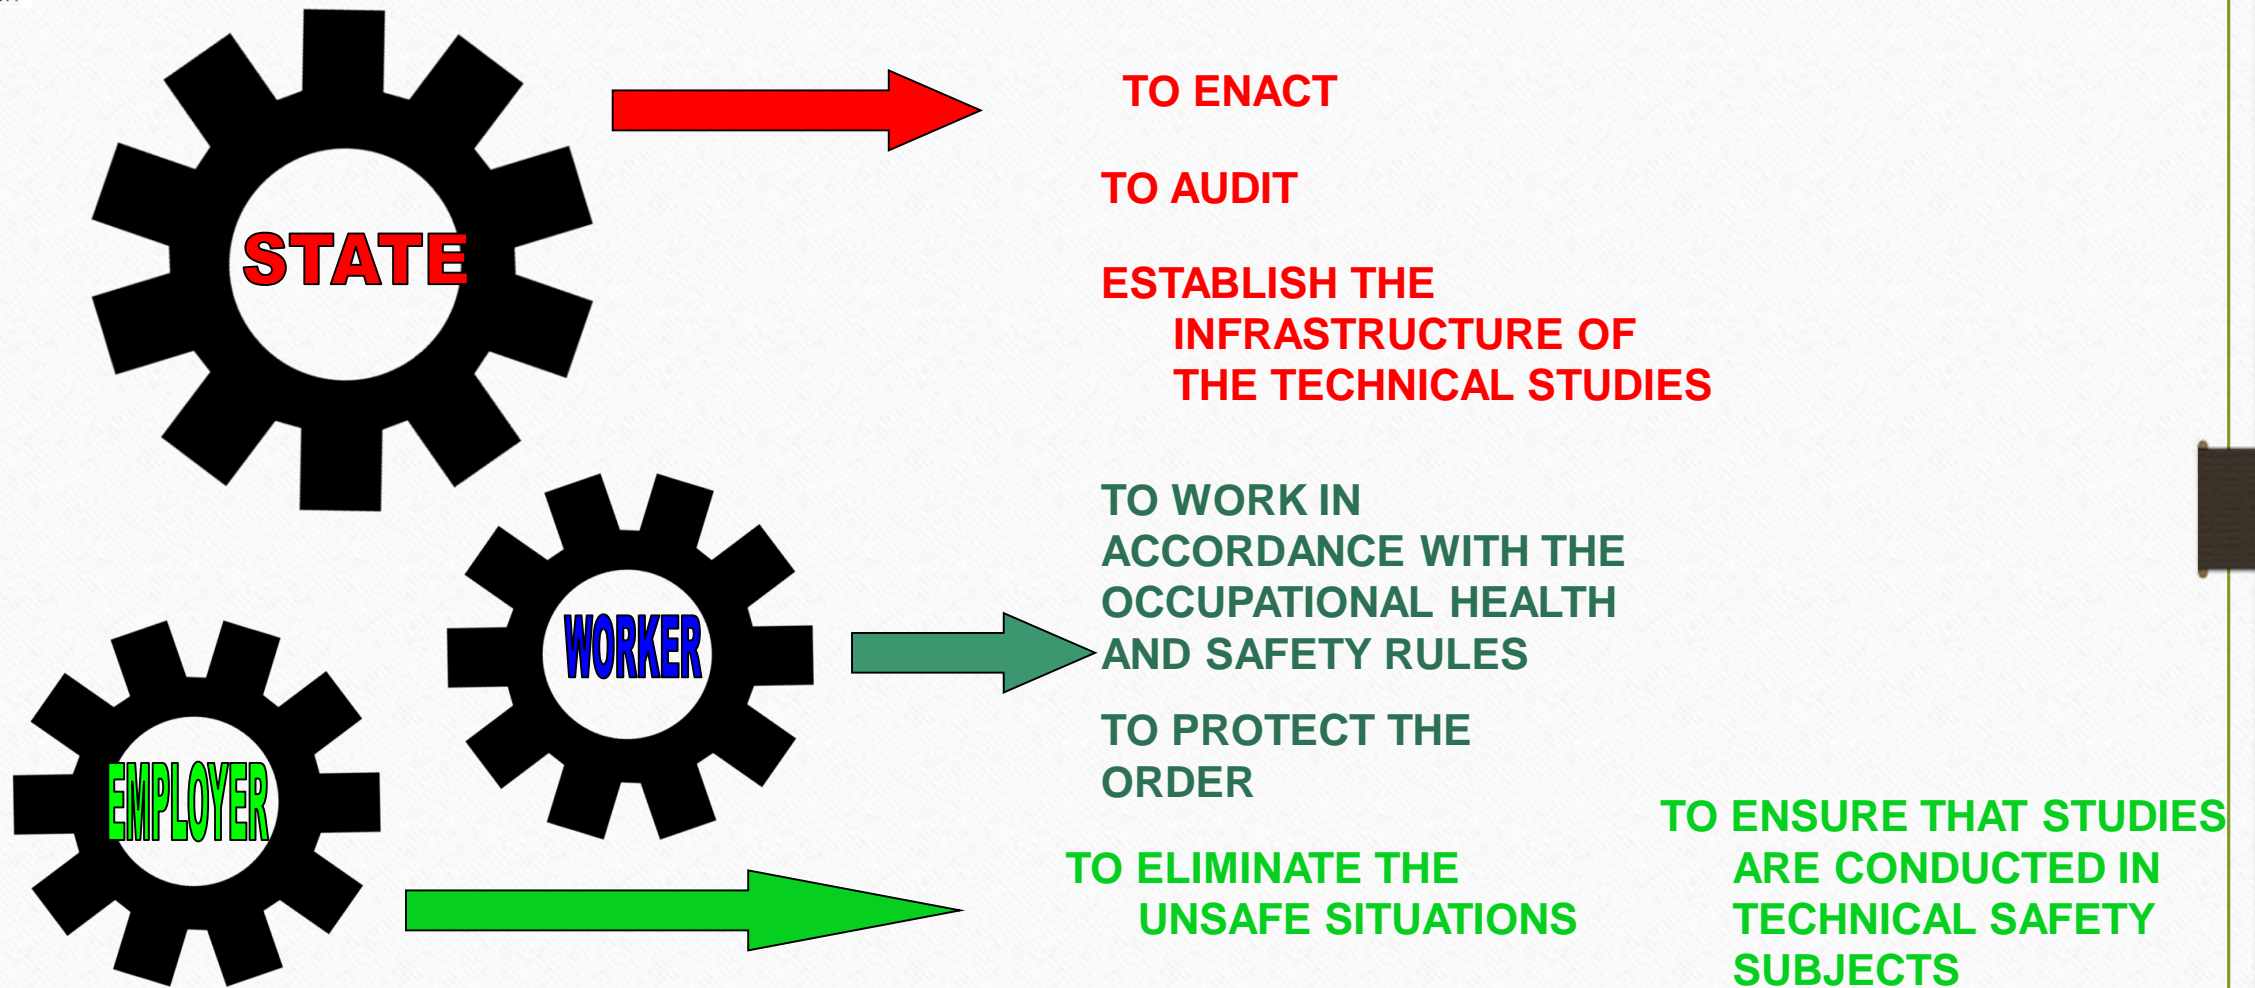 STATE
TO ENACT
TO AUDIT
ESTABLISH THE
INFRASTRUCTURE OF
THE TECHNICAL STUDIES
WORKER
TO WORK IN
ACCORDANCE WITH THE
OCCUPATIONAL HEALTH
AND SAFETY RULES
TO PROTECT THE
ORDER
EMPLOYER
TO ELIMINATE THE
UNSAFE SITUATIONS
TO ENSURE THAT STUDIES
ARE CONDUCTED IN
TECHNICAL SAFETY
SUBJECTS